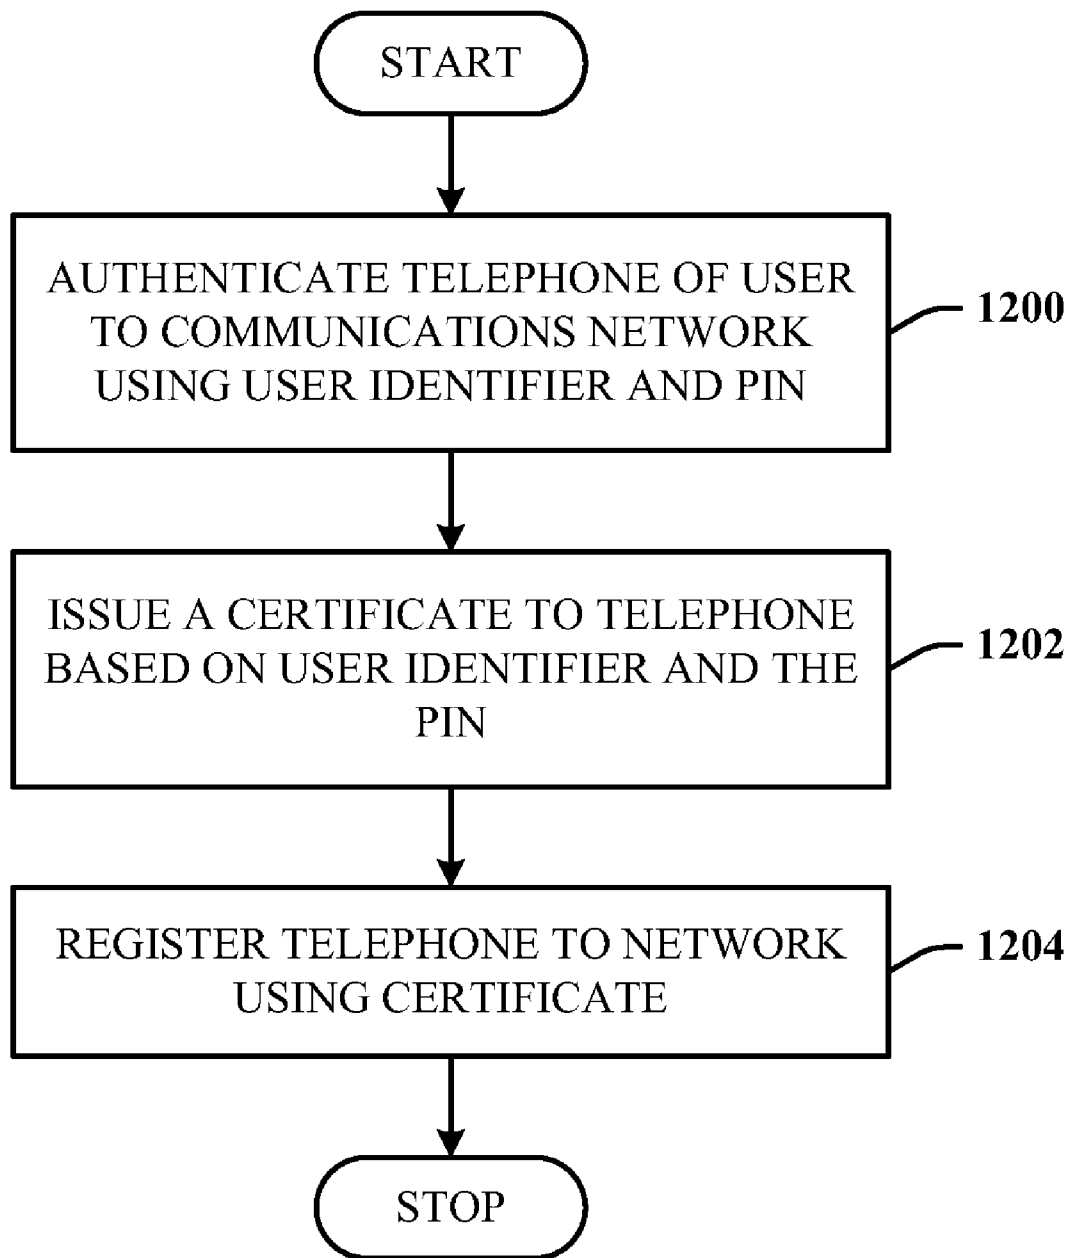 START
AUTHENTICATE TELEPHONE OF USER
TO COMMUNICATIONS NETWORK
USING USER IDENTIFIER AND PIN
1200
ISSUE A CERTIFICATE TO TELEPHONE
BASED ON USER IDENTIFIER AND THE
PIN
1202
REGISTER TELEPHONE TO NETWORK
USING CERTIFICATE
1204
STOP